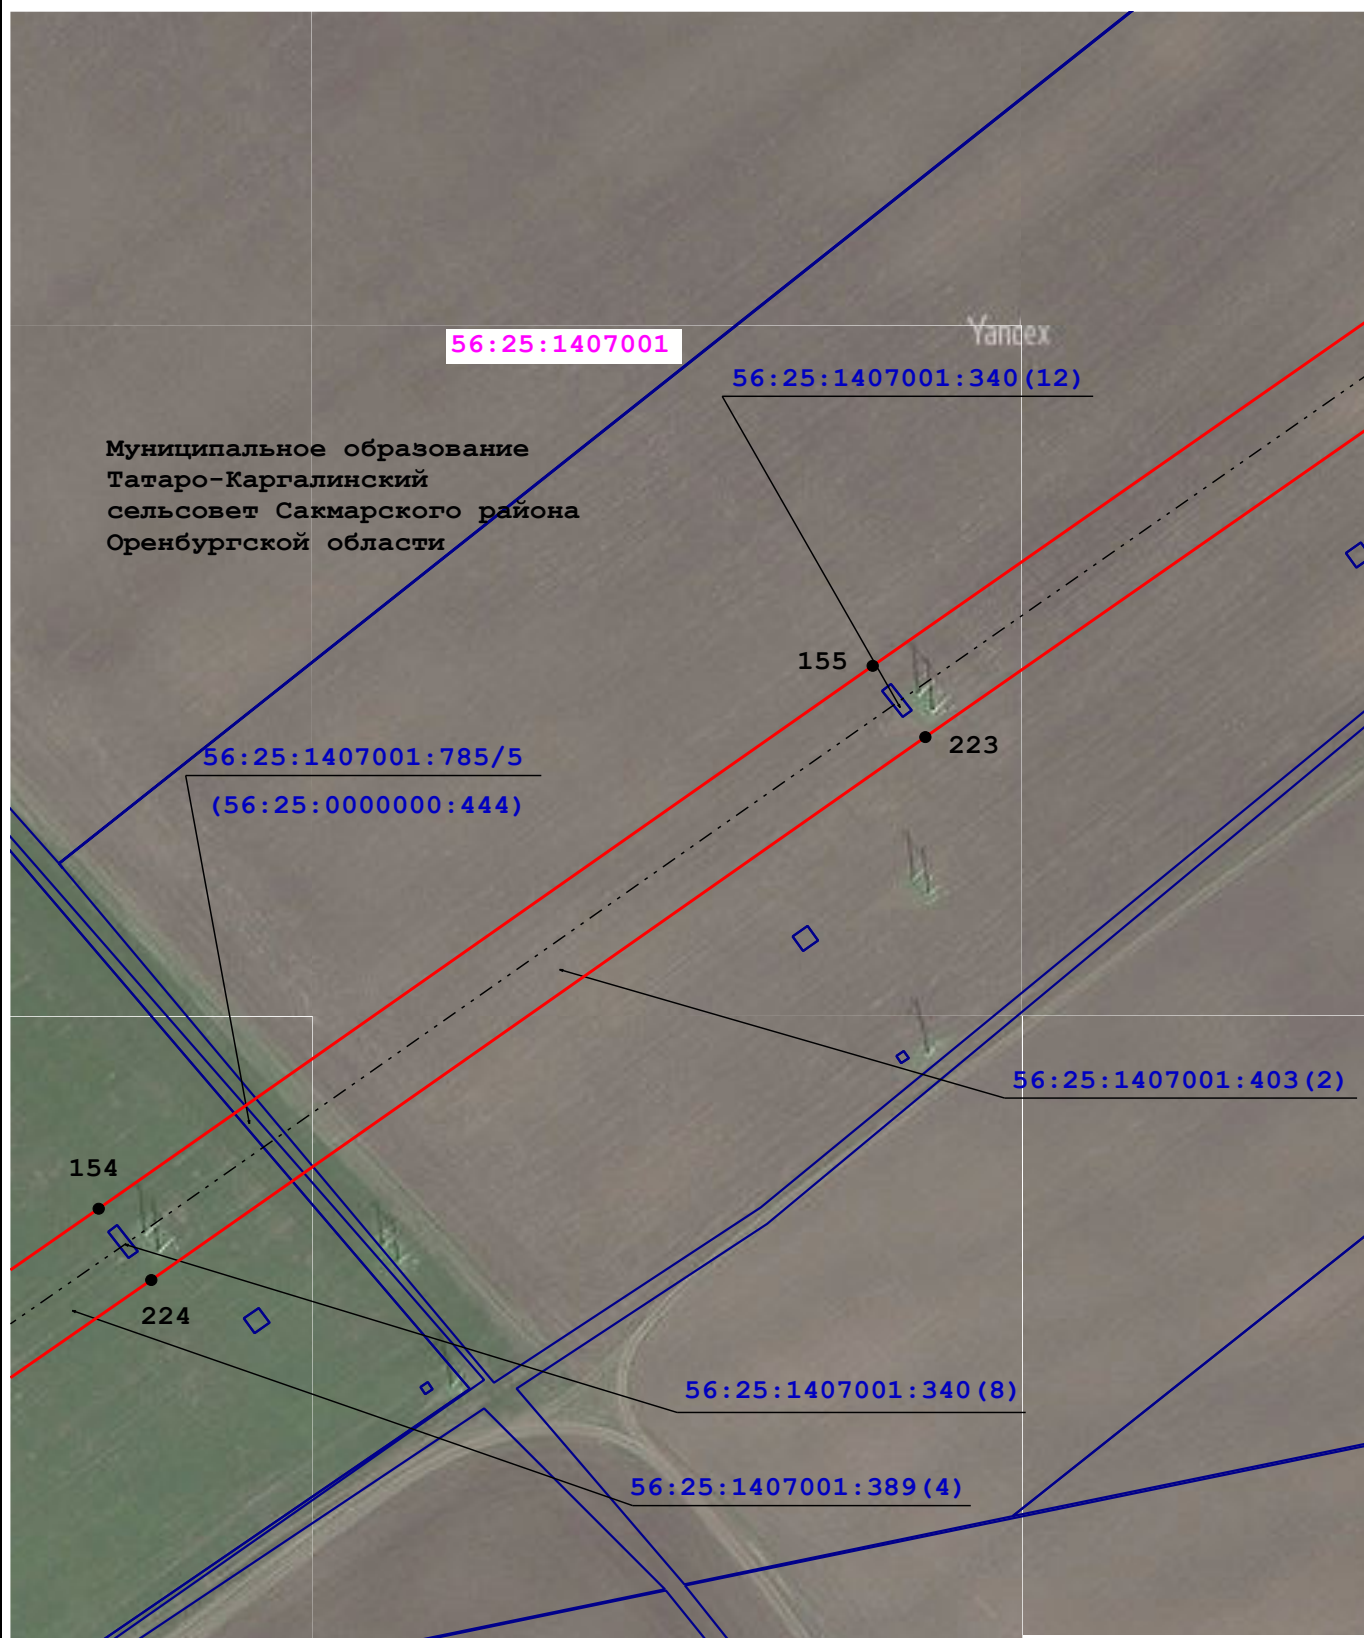 56:25:1407001
Yandex
56:25:1407001:340(12)
Муниципальное образование
Татаро-Каргалинский
сельсовет Сакмарского района
Оренбургской области
155
223
56:25:1407001:785/5
(56:25:0000000:444)
56:25:1407001:403(2)
154
224
56:25:1407001:340(8)
56:25:1407001:389(4)